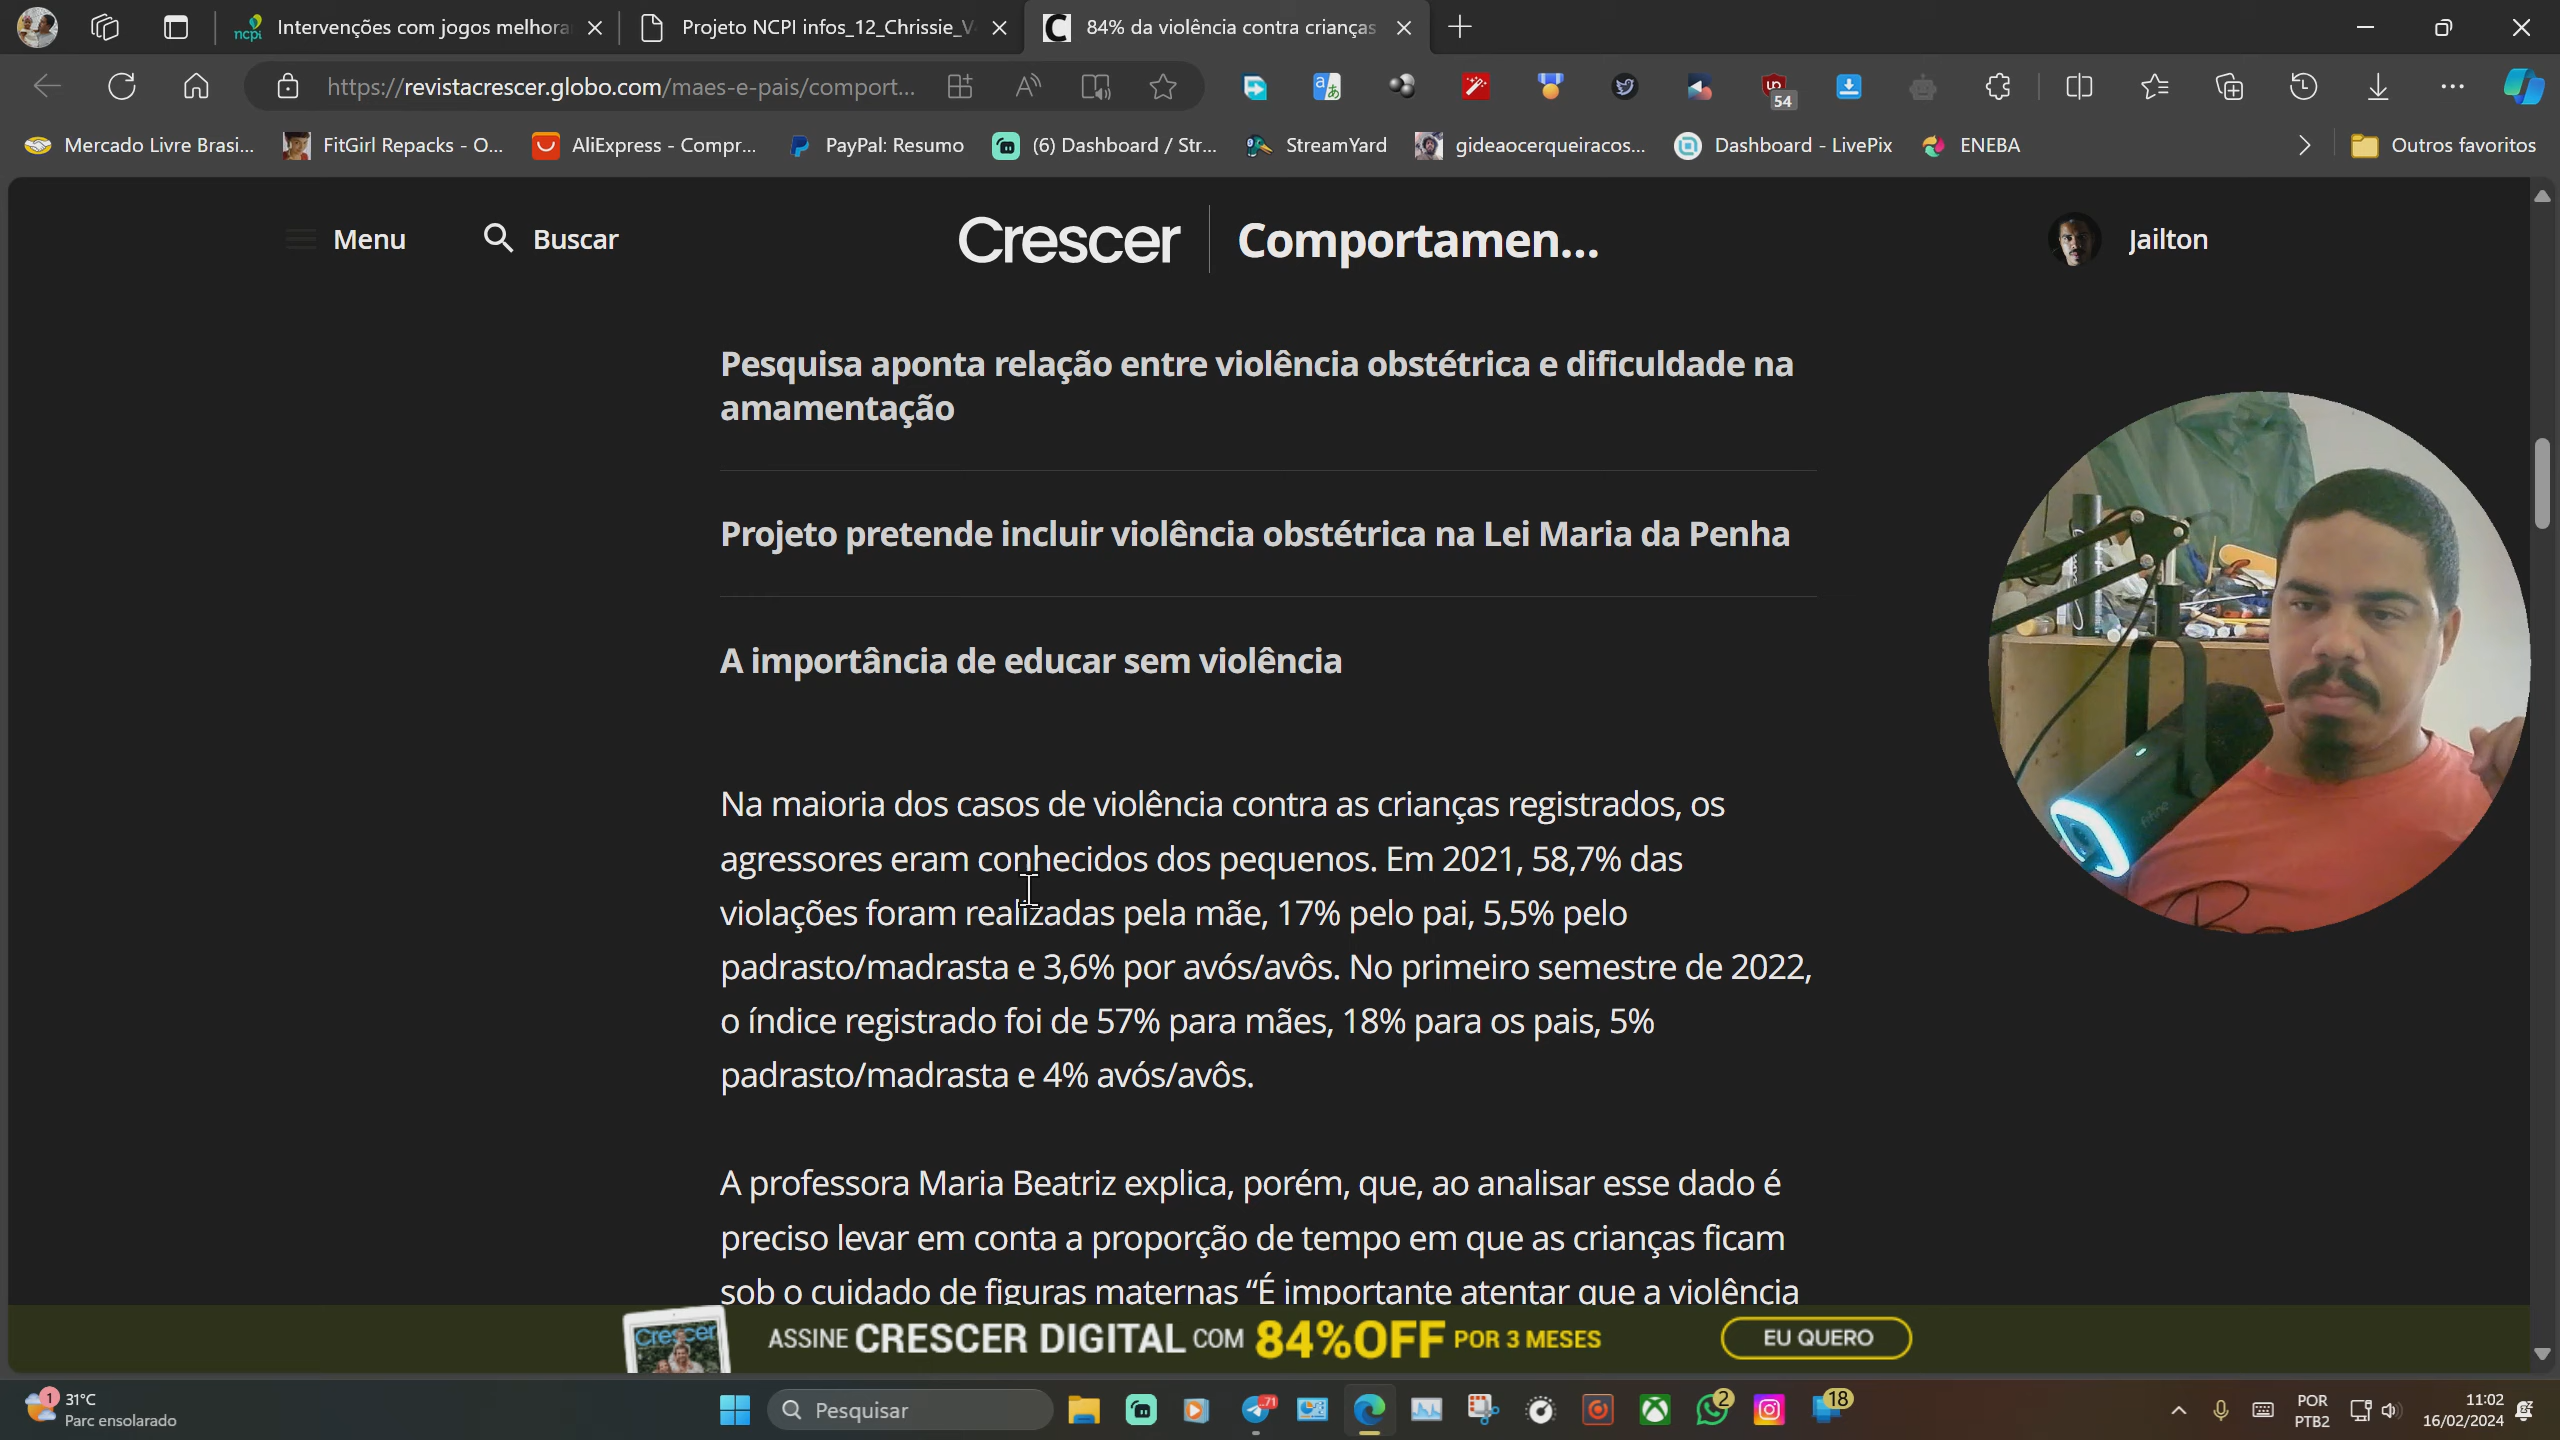 Intervenções com jogos melhora
Projeto NCPI infos_12_Chrissie_V
84% da violência contra crianças
https://revistacrescer.globo.com/maes-e-pais/comport...
54
Mercado Livre Brasi...
FitGirl Repacks - O...
AliExpress - Compr...
PayPal: Resumo
(6) Dashboard / Str...
StreamYard
gideaocerqueiracos...
Dashboard - LivePix
ENEBA
Outros favoritos
Menu
Buscar
Crescer
Comportamen...
Jailton
Pesquisa aponta relação entre violência obstétrica e dificuldade na
amamentação
Projeto pretende incluir violência obstétrica na Lei Maria da Penha
A importância de educar sem violência
Na maioria dos casos de violência contra as crianças registrados, os
agressores eram conhecidos dos pequenos. Em 2021, 58,7% das
violações foram realizadas pela mãe, 17% pelo pai, 5,5% pelo
padrasto/madrasta e 3,6% por avós/avôs. No primeiro semestre de 2022,
o índice registrado foi de 57% para mães, 18% para os pais, 5%
padrasto/madrasta e 4% avós/avôs.
A professora Maria Beatriz explica, porém, que, ao analisar esse dado é
preciso levar em conta a proporção de tempo em que as crianças ficam
sob o cuidado de figuras maternas “É importante atentar que a violência
Crescer
ASSINE CRESCER DIGITAL COM 84%OFF POR 3 MESES
EU QUERO
1
31°C
Parc ensolarado
Pesquisar
71
2
18
POR
PTB2
11:02
16/02/2024